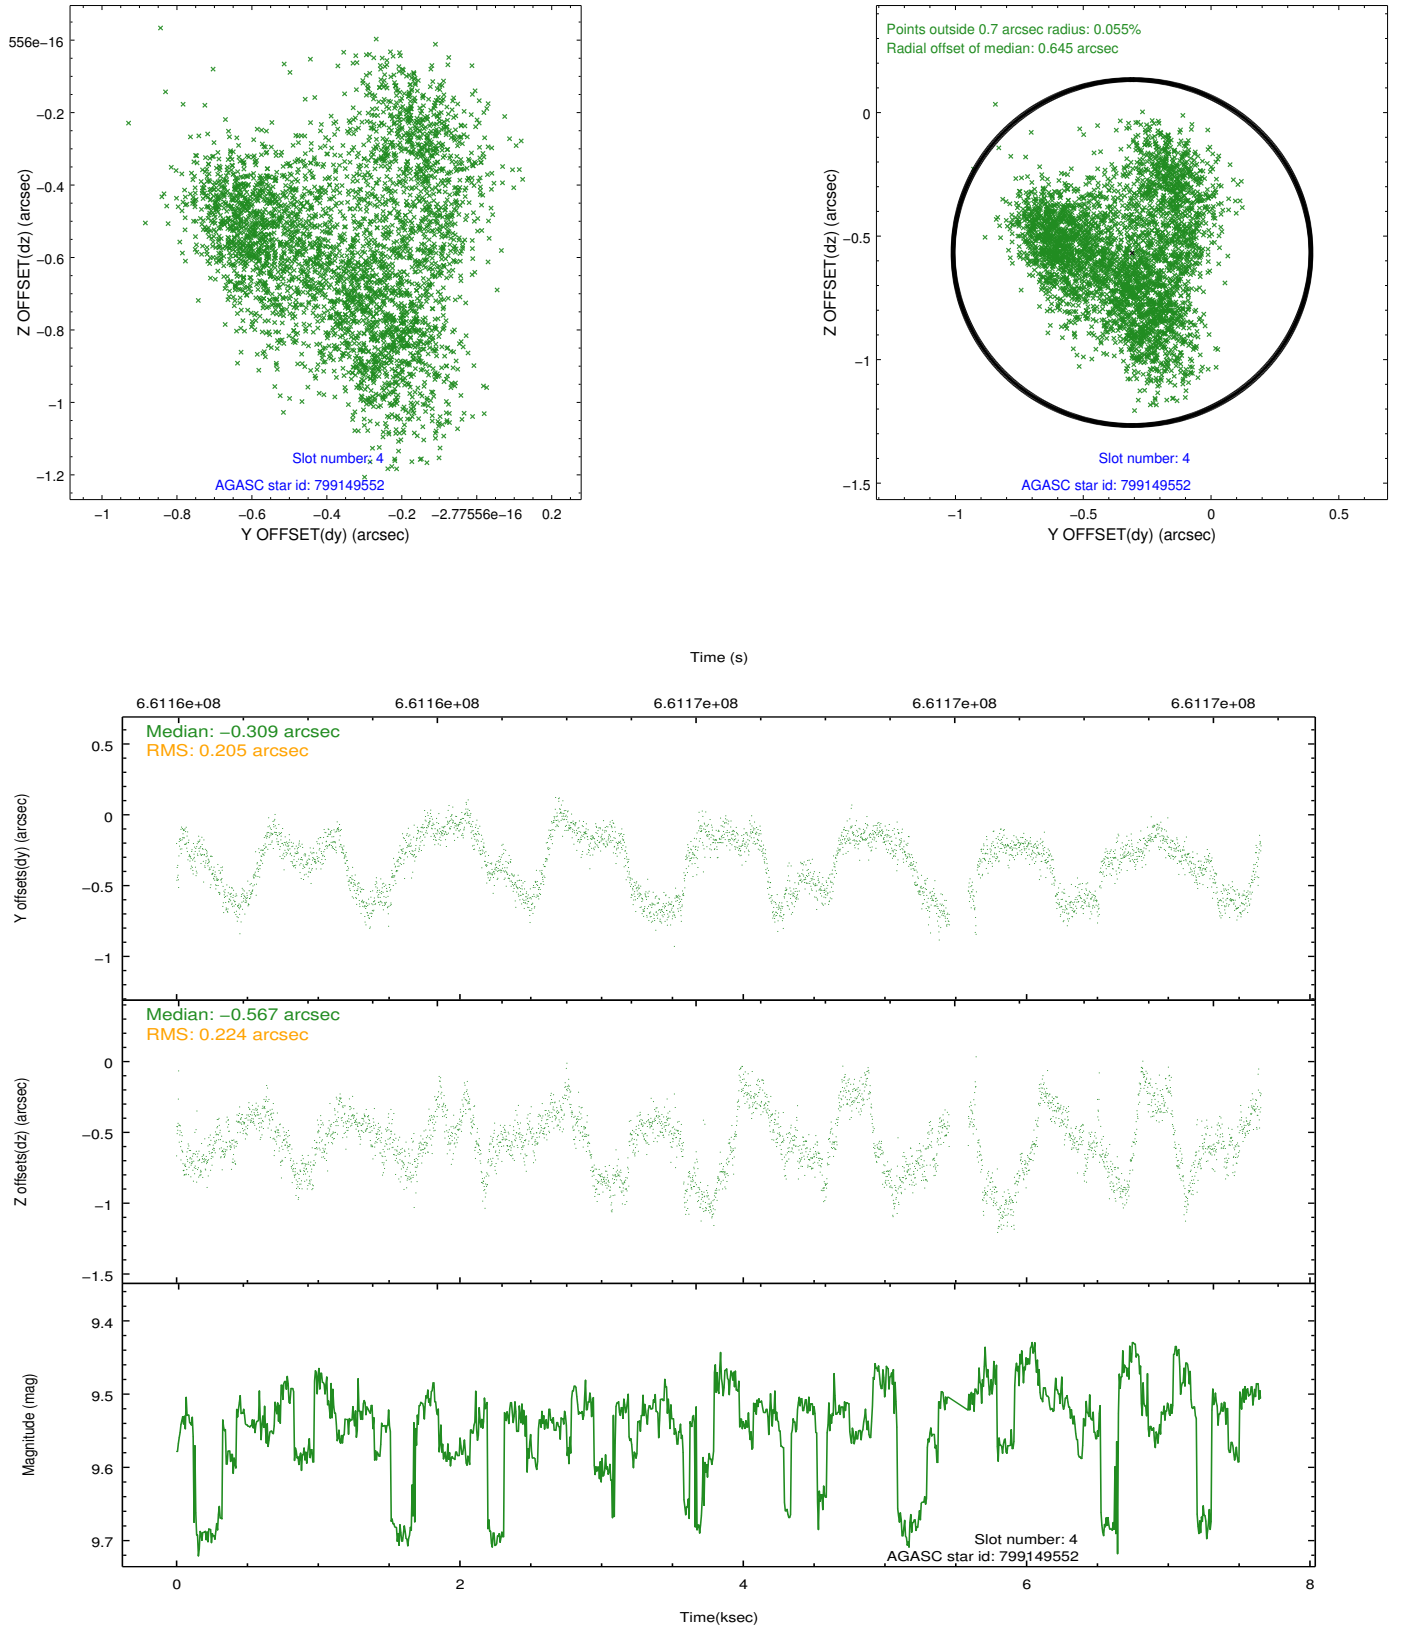 556e−16
−0.2
−0.4
−0.6
−0.8
−1
−1.2
Z OFFSET(dz) (arcsec)
Slot number: 4
AGASC star id: 799149552
−1 −0.8 −0.6 −0.4 −0.2 −2.77556e−16 0.2
Y OFFSET(dy) (arcsec)
Points outside 0.7 arcsec radius: 0.055%
Radial offset of median: 0.645 arcsec
0
−0.5
−1
−1.5
Z OFFSET(dz) (arcsec)
Slot number: 4
AGASC star id: 799149552
−1 −0.5 0 0.5
Y OFFSET(dy) (arcsec)
Time (s)
6.6116e+08 6.6116e+08 6.6117e+08 6.6117e+08 6.6117e+08
Median: −0.309 arcsec
RMS: 0.205 arcsec
0.5
0
−0.5
−1
Y offsets(dy) (arcsec)
Median: −0.567 arcsec
RMS: 0.224 arcsec
0
−0.5
−1
−1.5
Z offsets(dz) (arcsec)
9.4
9.5
9.6
9.7
Magnitude (mag)
Slot number: 4
AGASC star id: 799149552
0 2 4 6 8
Time(ksec)